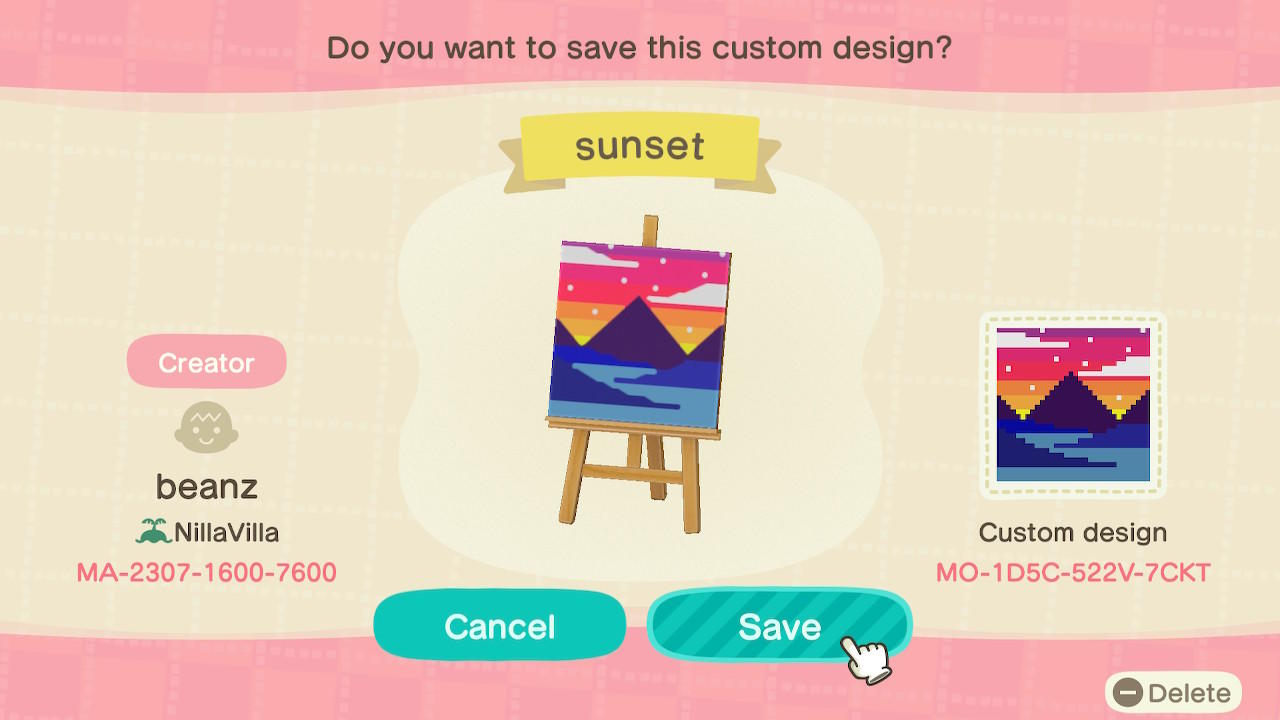 Do you want to save this custom design?
sunset
Creator
beanz
NillaVilla
MA-2307-1600-7600
Custom design
MO-1D5C-522V-7CKT
Cancel
Save
Delete